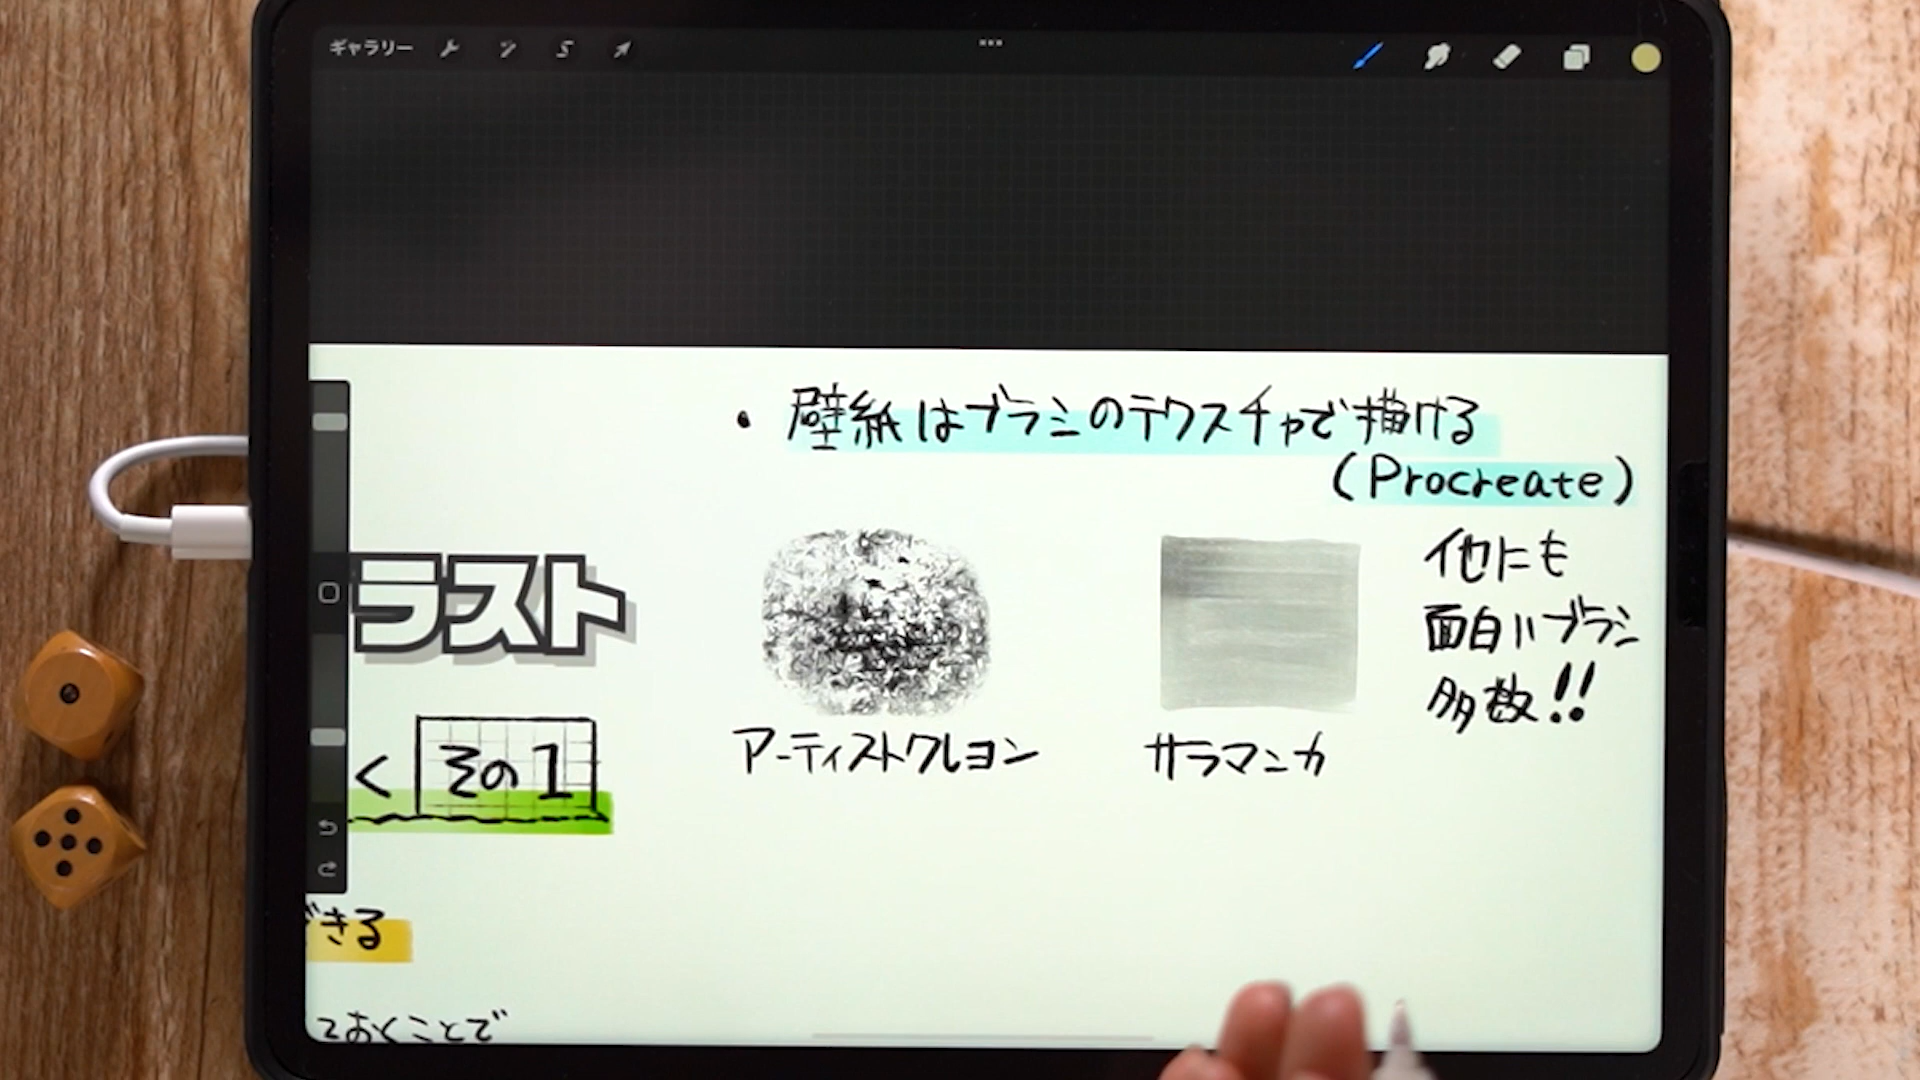 ギャラリー
・壁紙はブラシのテクスチャで描ける
(Procreate)
他にも
面白いブラシ
多数!!
アーティストクレヨン
サラマンカ
ラスト
く その1
できる
ておくことで